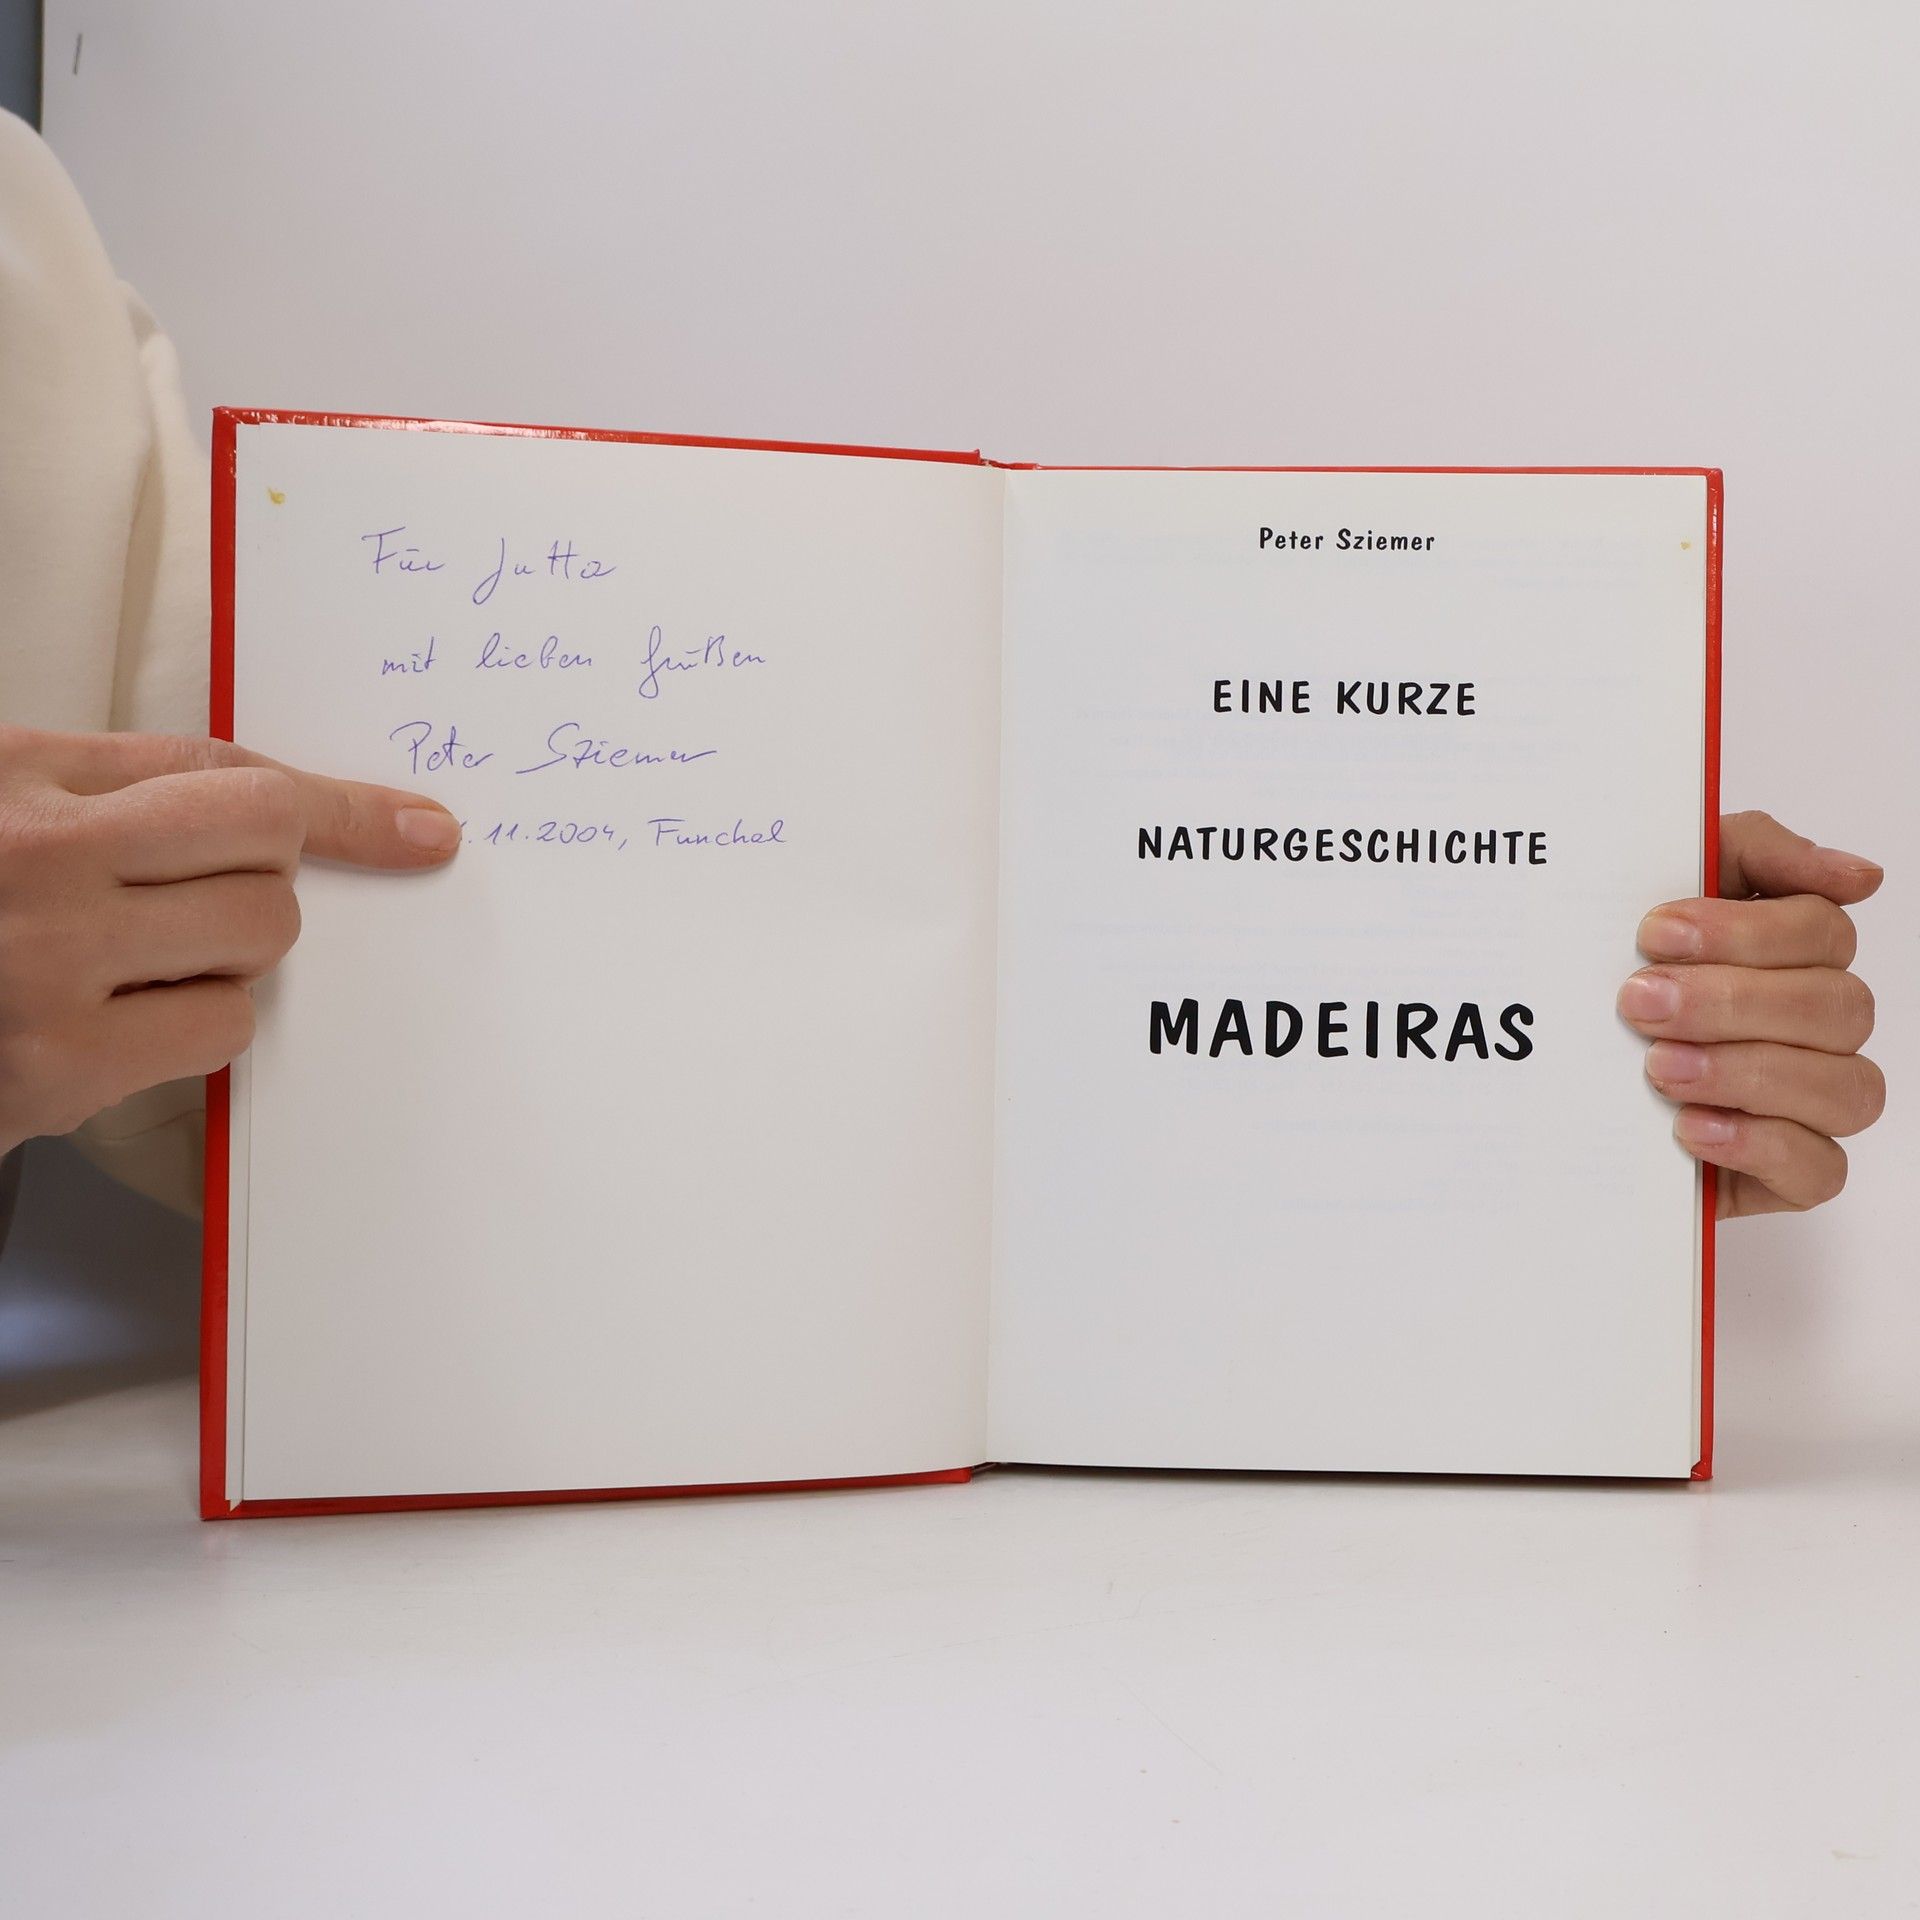 Für Jutta
mit lieben Grüßen
Peter Sziemer
.11.2004, Funchal
Peter Sziemer
EINE KURZE
NATURGESCHICHTE
MADEIRAS